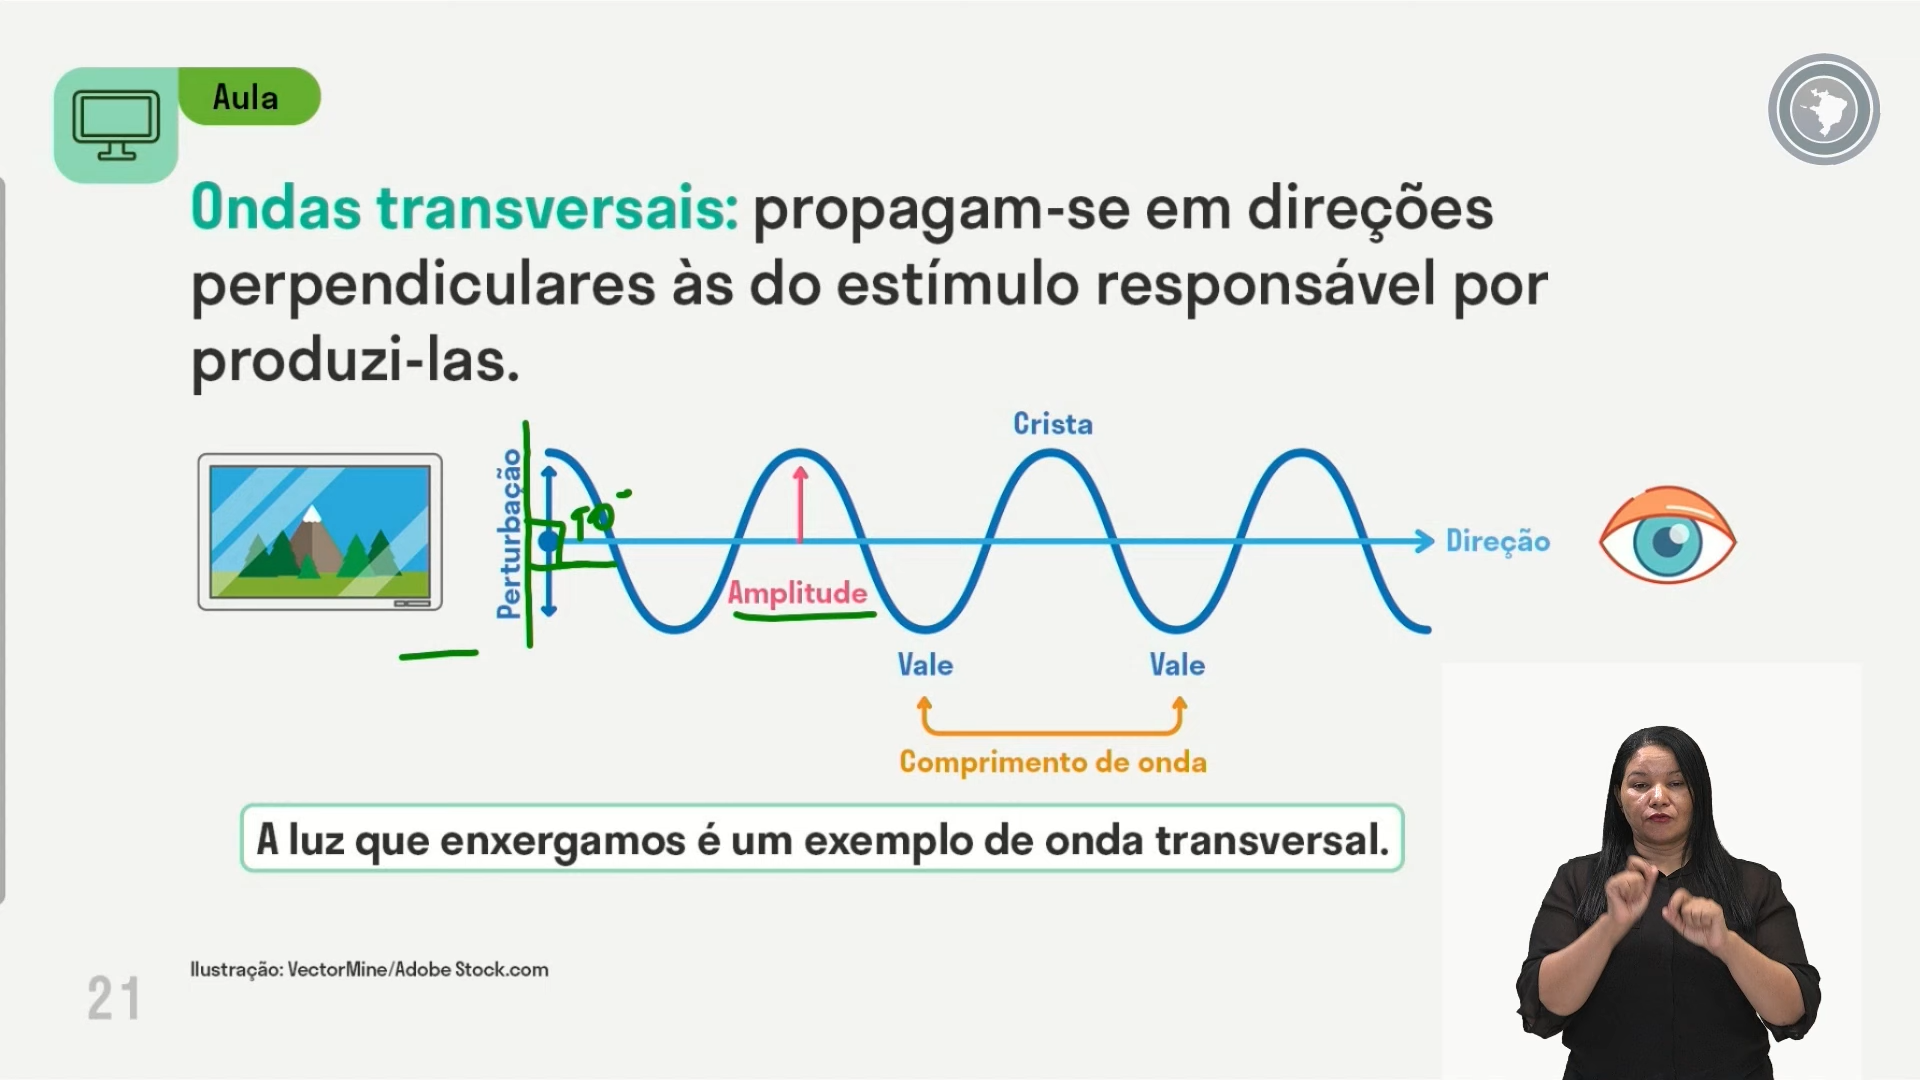 Aula
Ondas transversais: propagam-se em direções
perpendiculares às do estímulo responsável por
produzi-las.
Crista
Perturbação
Direção
Amplitude
Vale
Vale
Comprimento de onda
A luz que enxergamos é um exemplo de onda transversal.
Ilustração: VectorMine/Adobe Stock.com
21